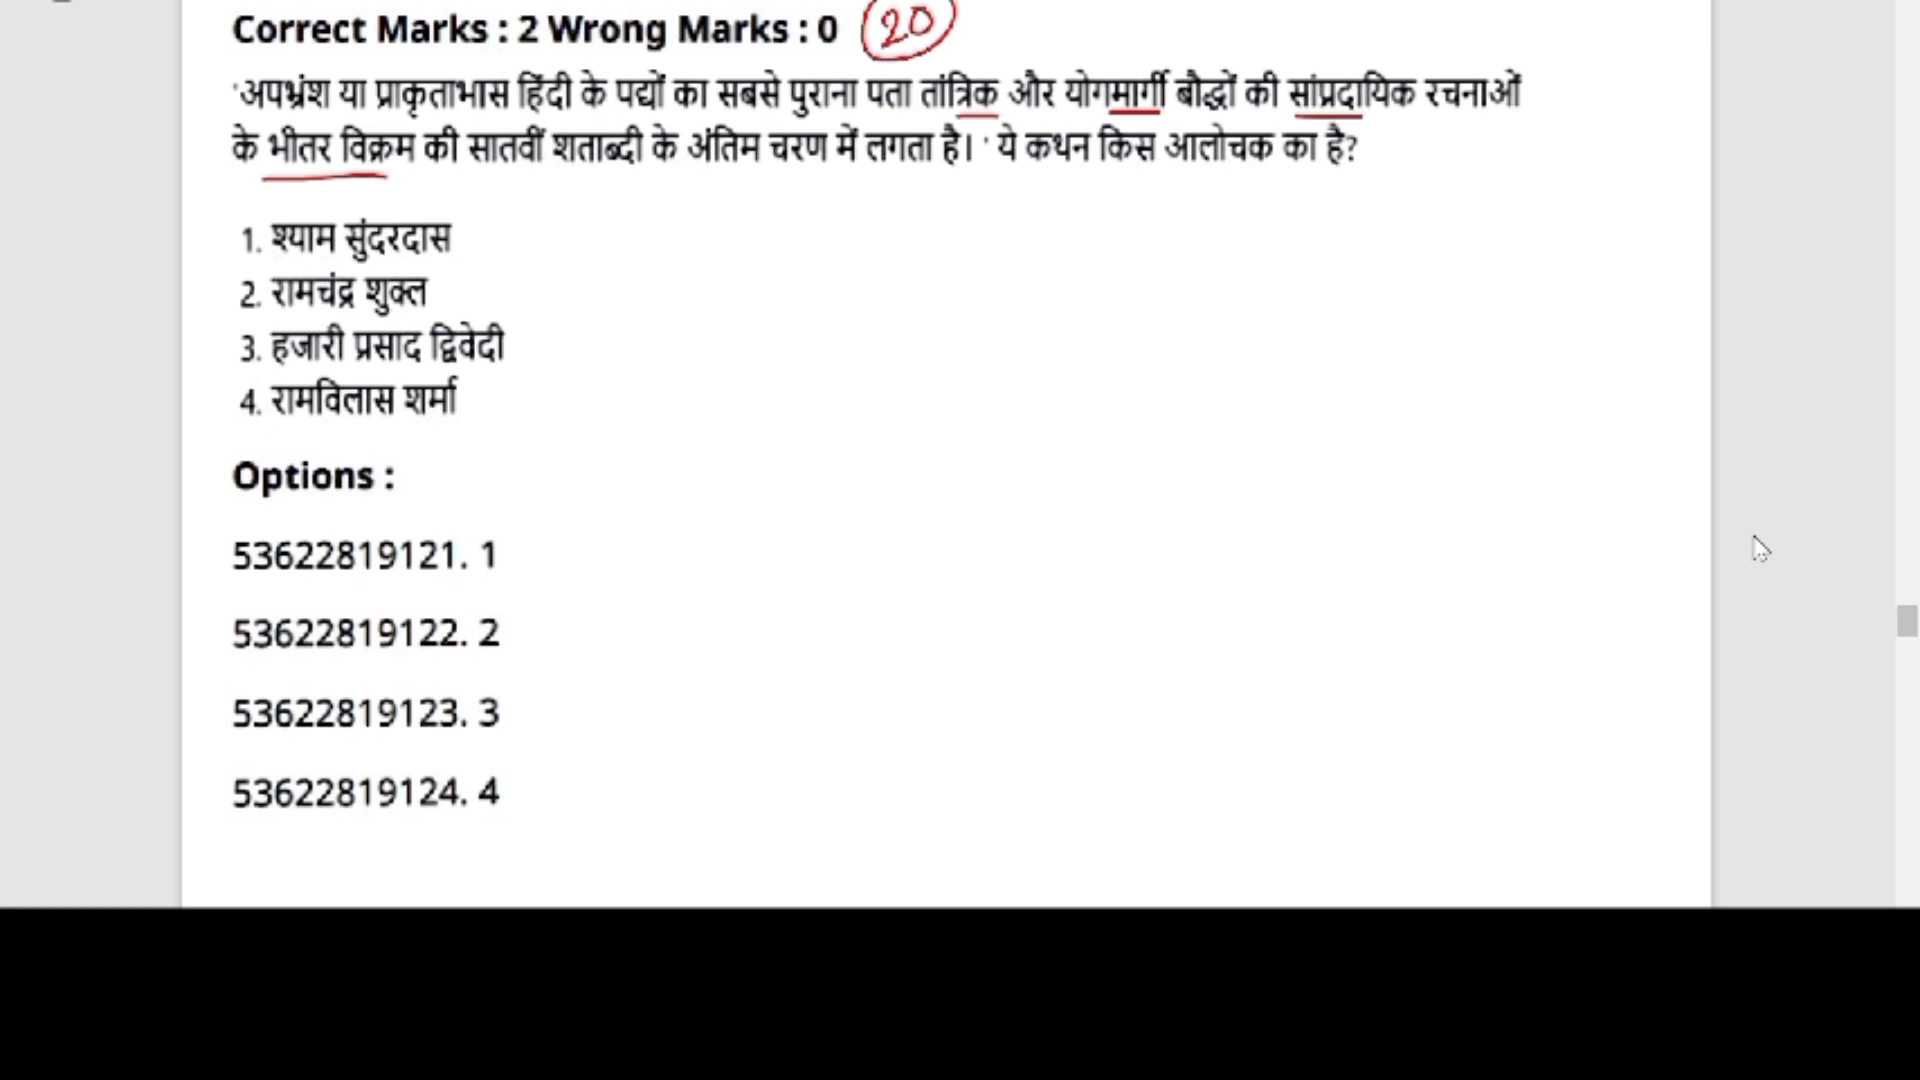 Correct Marks : 2 Wrong Marks : 0 20
'अपभ्रंश या प्राकृताभास हिंदी के पद्यों का सबसे पुराना पता तांत्रिक और योगमार्गी बौद्धों की सांप्रदायिक रचनाओं
के भीतर विक्रम की सातवीं शताब्दी के अंतिम चरण में लगता है। ' ये कथन किस आलोचक का है?
1. श्याम सुंदरदास
2. रामचंद्र शुक्ल
3. हजारी प्रसाद द्विवेदी
4. रामविलास शर्मा
Options :
53622819121. 1
53622819122. 2
53622819123. 3
53622819124. 4